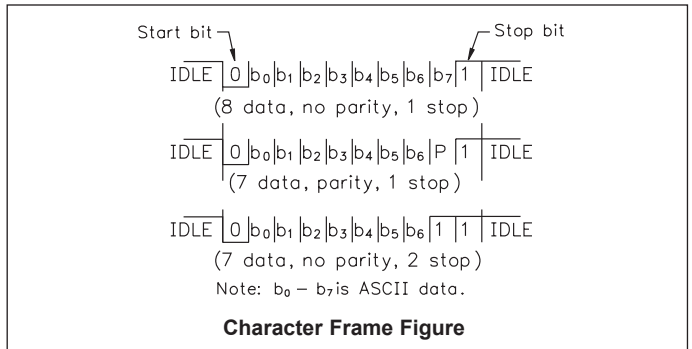 Start bit Stop bit
IDLE 0 b₀ b₁ b₂ b₃ b₄ b₅ b₆ b₇ 1 IDLE
(8 data, no parity, 1 stop)
IDLE 0 b₀ b₁ b₂ b₃ b₄ b₅ b₆ P 1 IDLE
(7 data, parity, 1 stop)
IDLE 0 b₀ b₁ b₂ b₃ b₄ b₅ b₆ 1 1 IDLE
(7 data, no parity, 2 stop)
Note: b₀ – b₇ is ASCII data.
Character Frame Figure